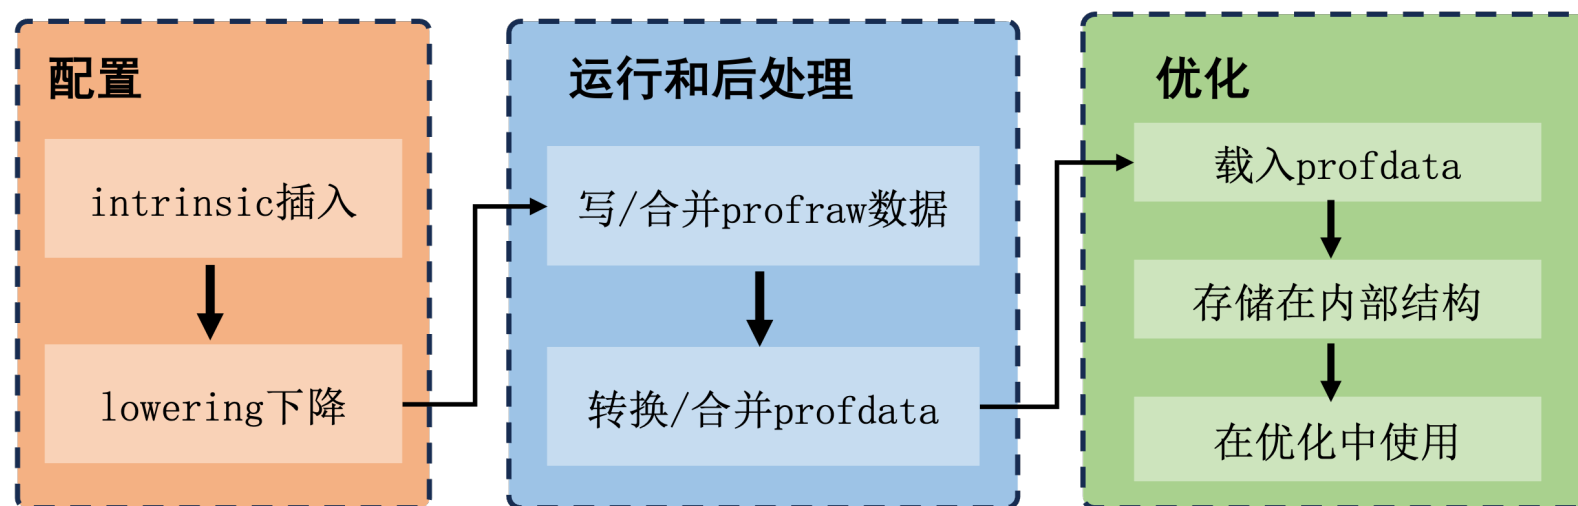 配置
intrinsic插入
lowering下降
运行和后处理
写/合并profraw数据
转换/合并profdata
优化
载入profdata
存储在内部结构
在优化中使用